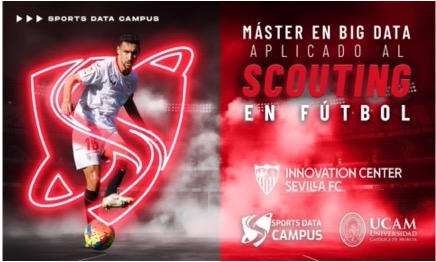 SPORTS DATA CAMPUS
MÁSTER EN BIG DATA
APLICADO AL
SCOUTING
EN FÚTBOL
INNOVATION CENTER
SEVILLA FC.
SPORTS DATA
CAMPUS
UCAM
UNIVERSIDAD
CATÓLICA DE MURCIA
16